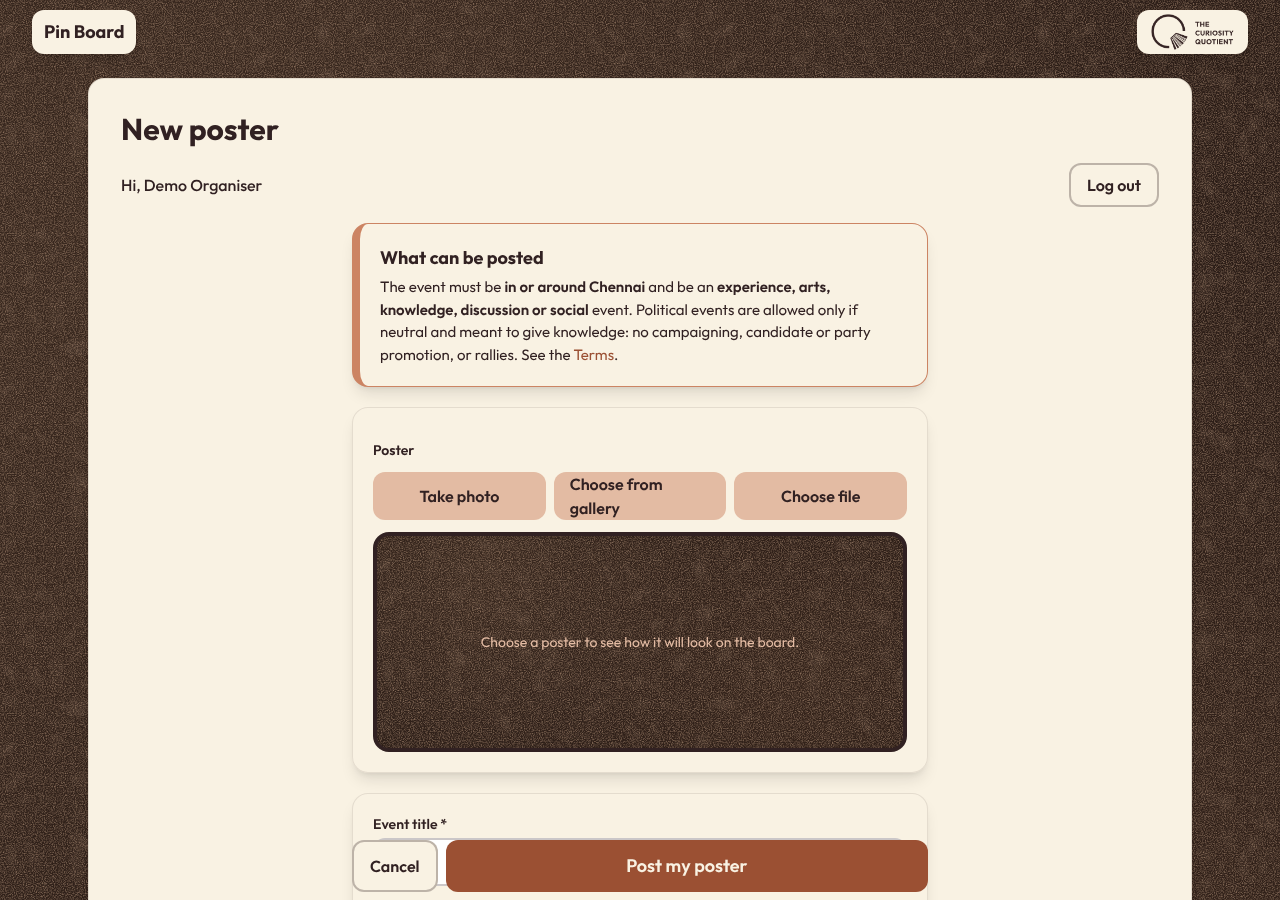 Pin Board
THE
CURIOSITY
QUOTIENT
New poster
Hi, Demo Organiser
Log out
What can be posted
The event must be in or around Chennai and be an experience, arts,
knowledge, discussion or social event. Political events are allowed only if
neutral and meant to give knowledge: no campaigning, candidate or party
promotion, or rallies. See the Terms.
Poster
Take photo
Choose from
gallery
Choose file
Choose a poster to see how it will look on the board.
Event title *
Cancel
Post my poster